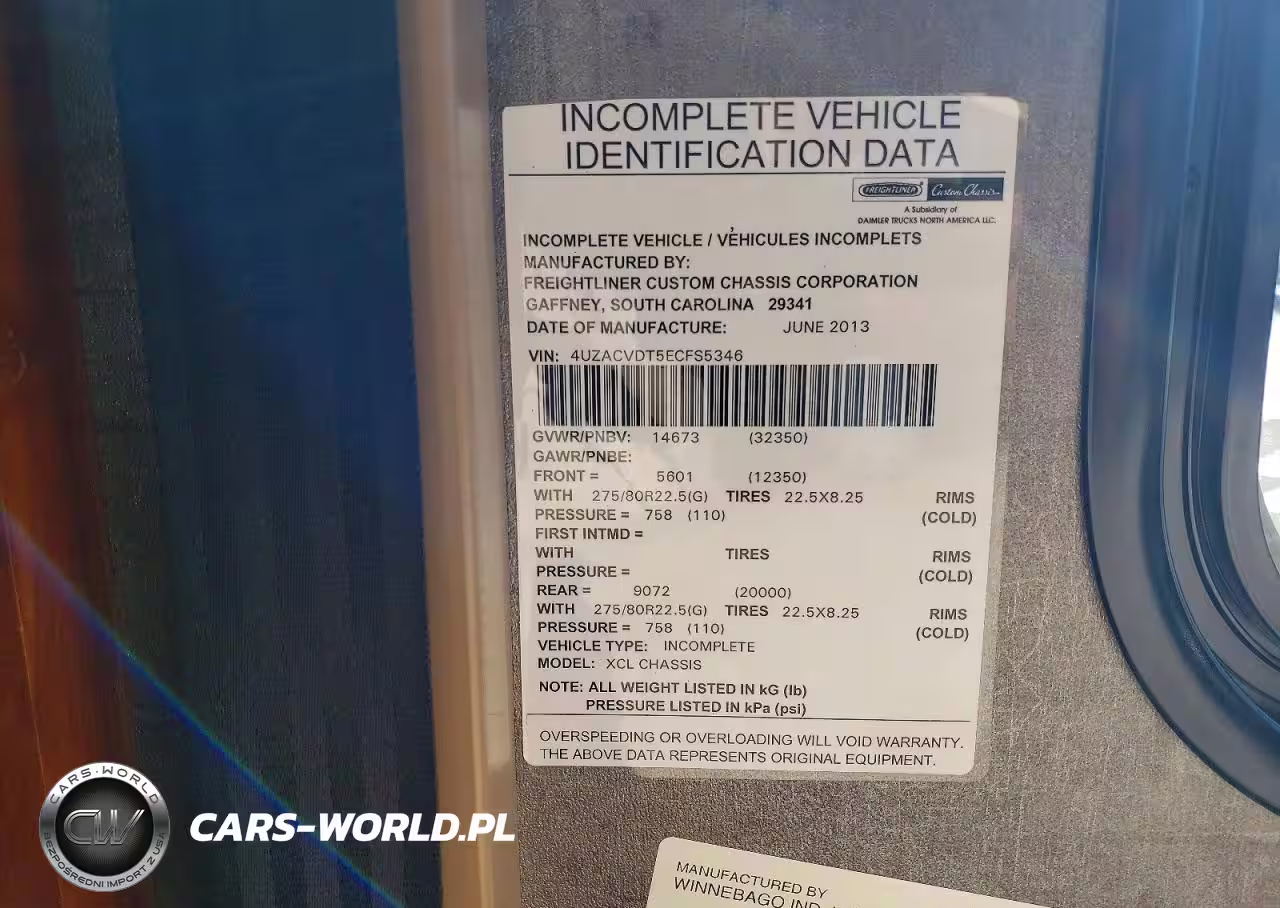 INCOMPLETE VEHICLE
IDENTIFICATION DATA
FREIGHTLINER Custom Chassis
A Subsidiary of
DAIMLER TRUCKS NORTH AMERICA LLC.
INCOMPLETE VEHICLE / VÉHICULES INCOMPLETS
MANUFACTURED BY:
FREIGHTLINER CUSTOM CHASSIS CORPORATION
GAFFNEY, SOUTH CAROLINA 29341
DATE OF MANUFACTURE: JUNE 2013
VIN: 4UZACVDT5ECFS5346
GVWR/PNBV: 14673 (32350)
GAWR/PNBE:
FRONT = 5601 (12350)
WITH 275/80R22.5(G) TIRES 22.5X8.25 RIMS
PRESSURE = 758 (110) (COLD)
FIRST INTMD =
WITH TIRES RIMS
PRESSURE = (COLD)
REAR = 9072 (20000)
WITH 275/80R22.5(G) TIRES 22.5X8.25 RIMS
PRESSURE = 758 (110) (COLD)
VEHICLE TYPE: INCOMPLETE
MODEL: XCL CHASSIS
NOTE: ALL WEIGHT LISTED IN kG (lb)
PRESSURE LISTED IN kPa (psi)
OVERSPEEDING OR OVERLOADING WILL VOID WARRANTY.
THE ABOVE DATA REPRESENTS ORIGINAL EQUIPMENT.
MANUFACTURED BY
WINNEBAGO IND
CARS-WORLD
CW
BEZPOŚREDNI IMPORT Z USA
CARS-WORLD.PL